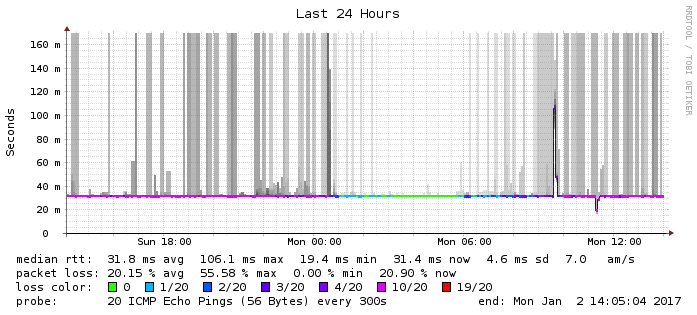 Last 24 Hours
RRDTOOL / TOBI OETIKER
Seconds
160 m
140 m
120 m
100 m
80 m
60 m
40 m
20 m
0
Sun 18:00 Mon 00:00 Mon 06:00 Mon 12:00
median rtt: 31.8 ms avg 106.1 ms max 19.4 ms min 31.4 ms now 4.6 ms sd 7.0 am/s
packet loss: 20.15 % avg 55.58 % max 0.00 % min 20.90 % now
loss color: 0 1/20 2/20 3/20 4/20 10/20 19/20
probe: 20 ICMP Echo Pings (56 Bytes) every 300s end: Mon Jan 2 14:05:04 2017